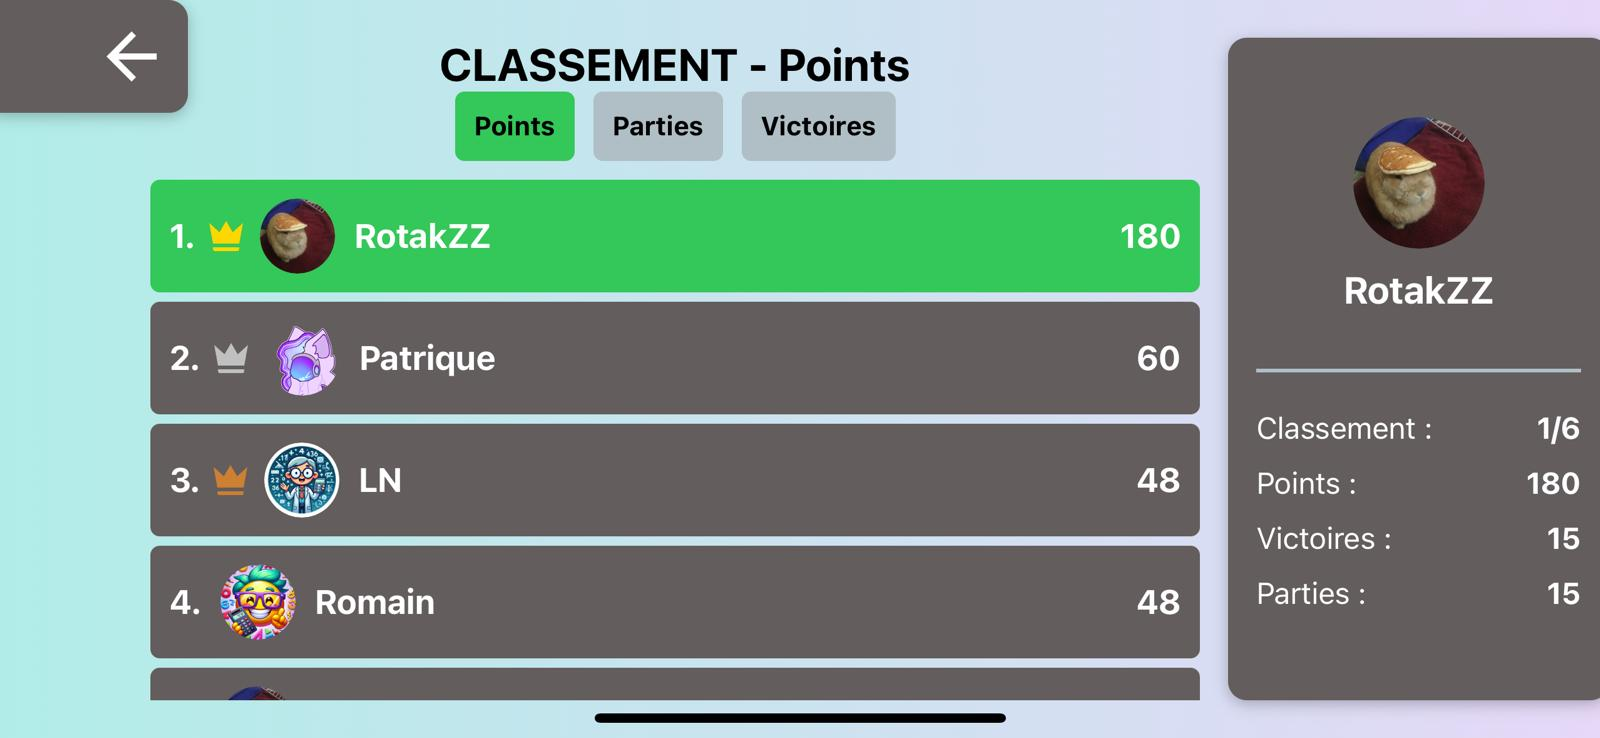 CLASSEMENT - Points
Points Parties Victoires
1. RotakZZ 180
2. Patrique 60
3. LN 48
4. Romain 48
RotakZZ
Classement : 1/6
Points : 180
Victoires : 15
Parties : 15